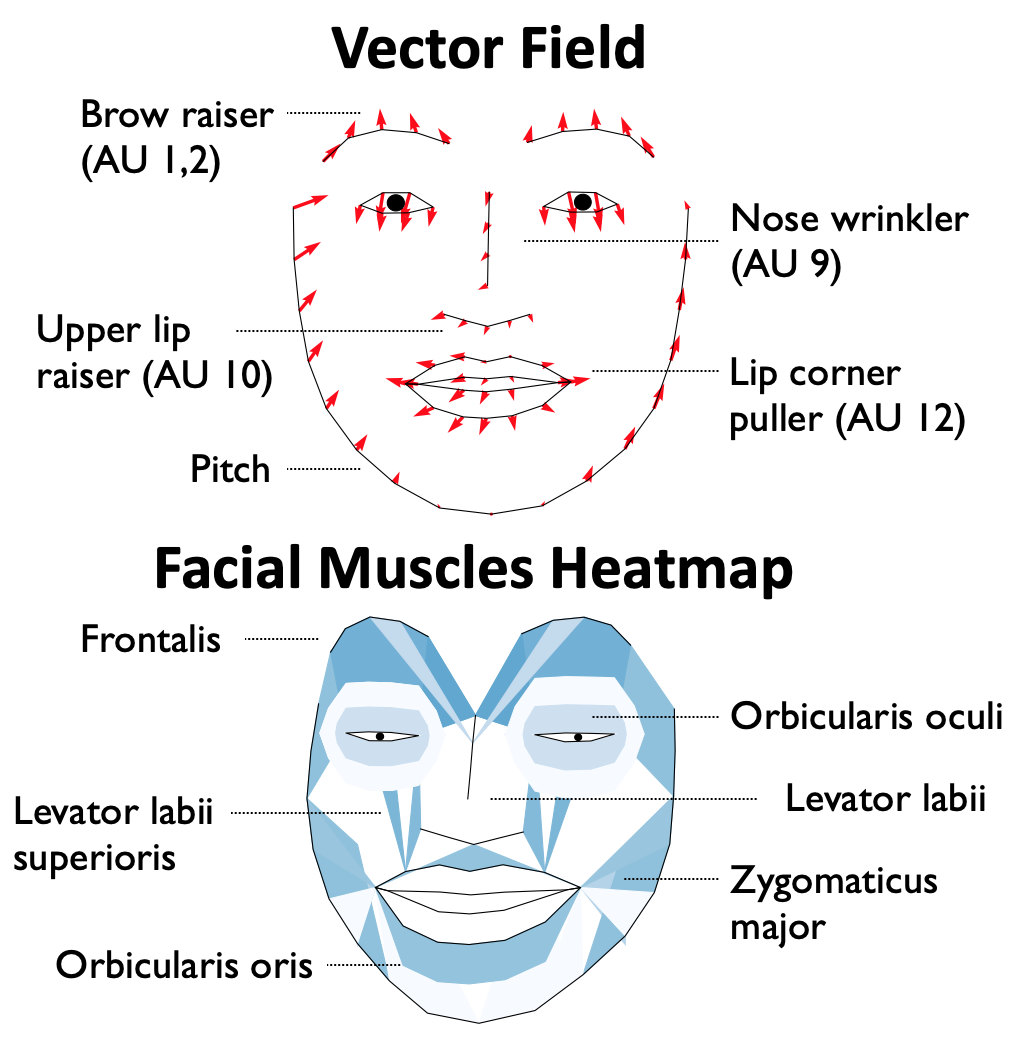 Vector Field
Brow raiser
(AU 1,2)
Nose wrinkler
(AU 9)
Upper lip
raiser (AU 10)
Lip corner
puller (AU 12)
Pitch
Facial Muscles Heatmap
Frontalis
Orbicularis oculi
Levator labii
superioris
Levator labii
Zygomaticus
major
Orbicularis oris